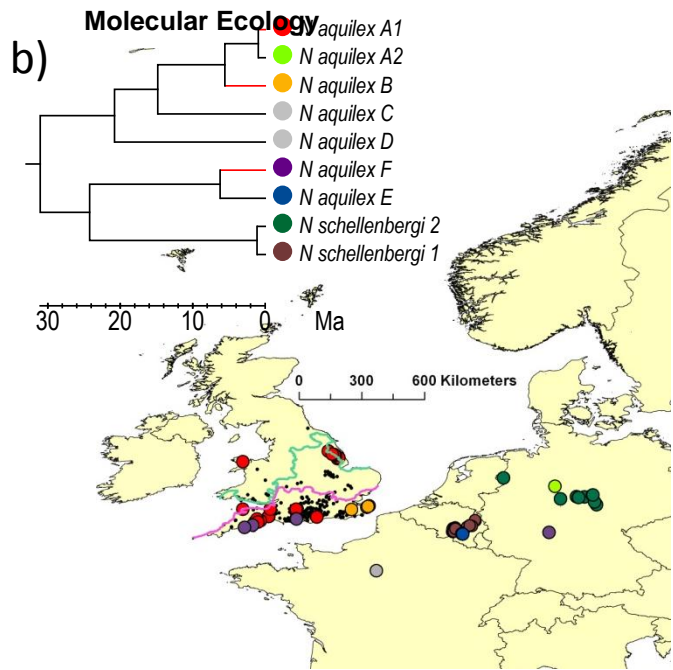 Molecular Ecology
b)
N aquilex A1
N aquilex A2
N aquilex B
N aquilex C
N aquilex D
N aquilex F
N aquilex E
N schellenbergi 2
N schellenbergi 1
30 20 10 0 Ma
0 300 600 Kilometers